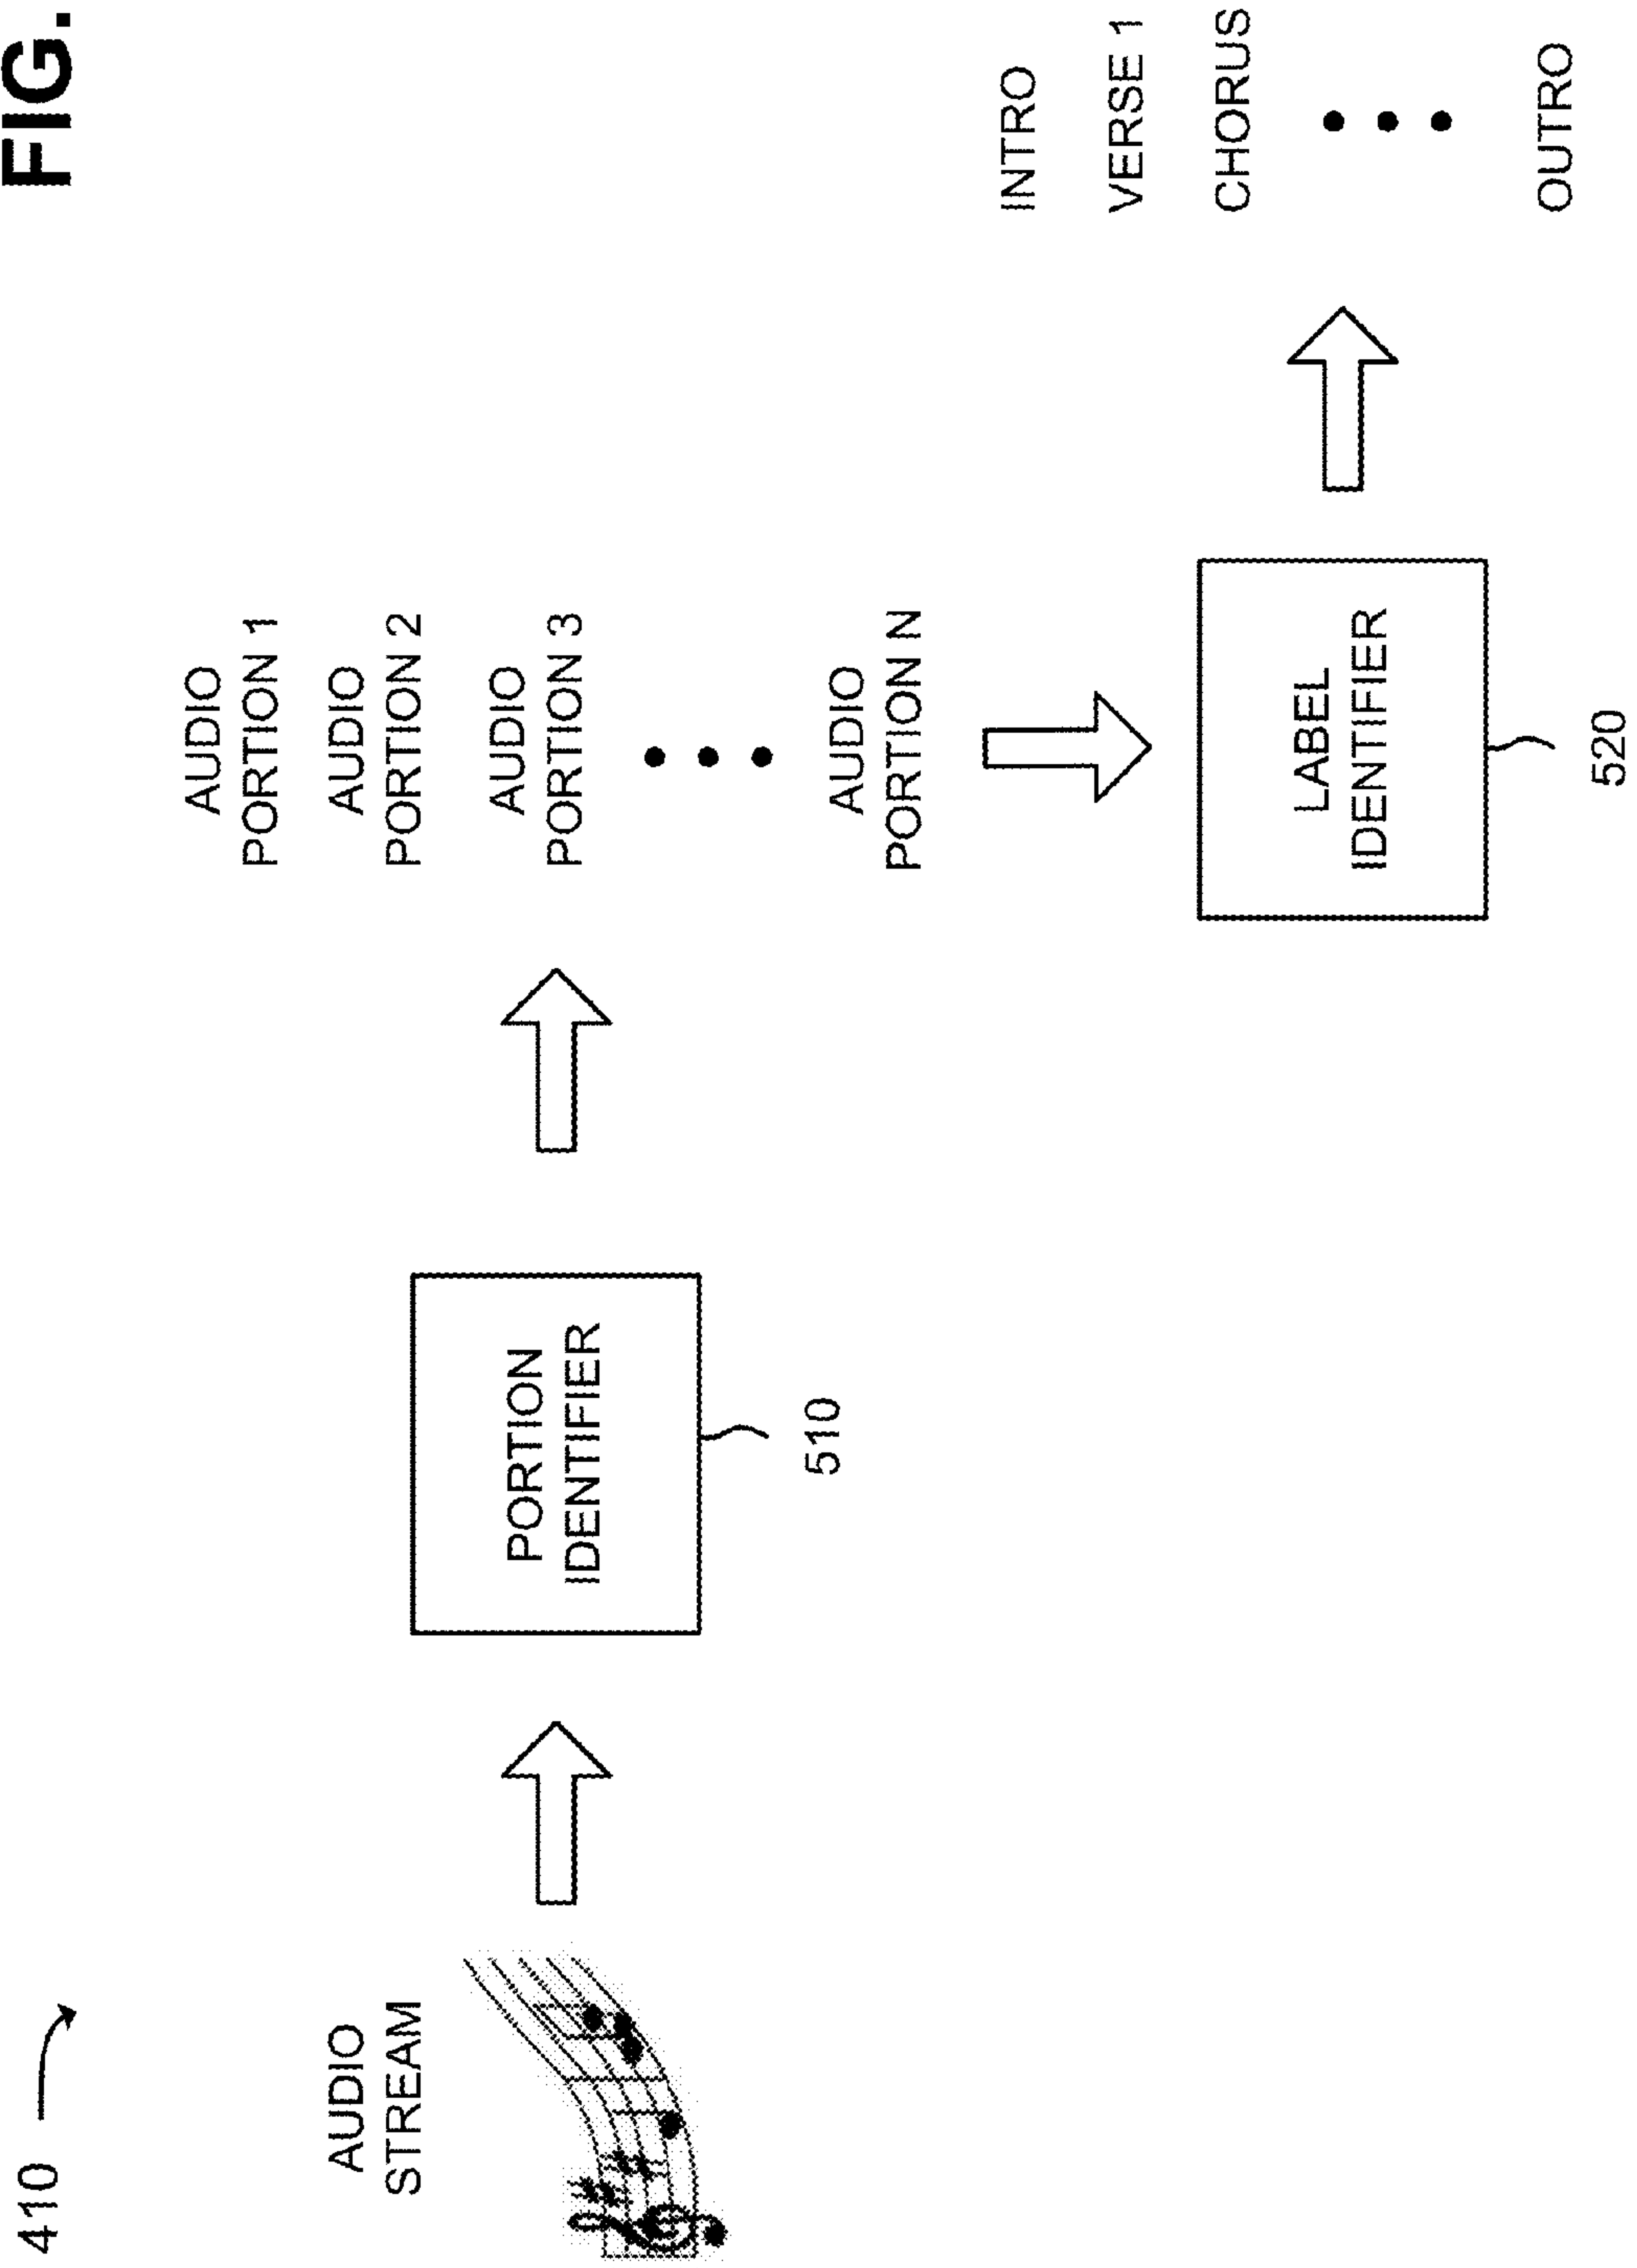 FIG.
410
AUDIO
STREAM
PORTION
IDENTIFIER
510
AUDIO
PORTION 1
AUDIO
PORTION 2
AUDIO
PORTION 3
AUDIO
PORTION N
LABEL
IDENTIFIER
520
INTRO
VERSE 1
CHORUS
OUTRO